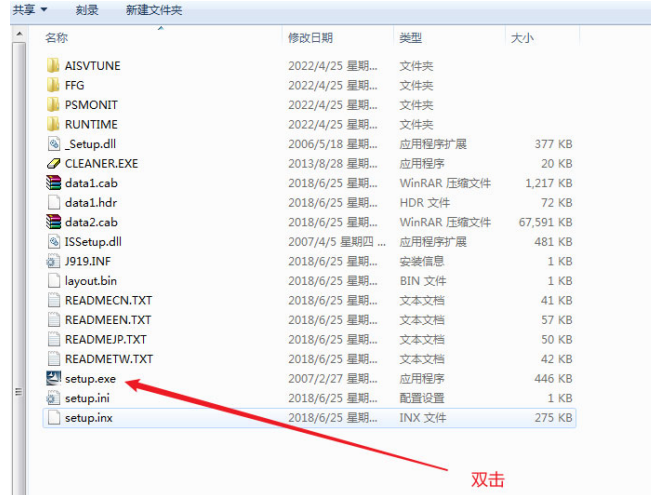 共享 刻录 新建文件夹
名称 修改日期 类型 大小
AISVTUNE 2022/4/25 星期... 文件夹
FFG 2022/4/25 星期... 文件夹
PSMONIT 2022/4/25 星期... 文件夹
RUNTIME 2022/4/25 星期... 文件夹
_Setup.dll 2006/5/18 星期... 应用程序扩展 377 KB
CLEANER.EXE 2013/8/28 星期... 应用程序 20 KB
data1.cab 2018/6/25 星期... WinRAR 压缩文件 1,217 KB
data1.hdr 2018/6/25 星期... HDR 文件 72 KB
data2.cab 2018/6/25 星期... WinRAR 压缩文件 67,591 KB
ISSetup.dll 2007/4/5 星期四 ... 应用程序扩展 481 KB
J919.INF 2018/6/25 星期... 安装信息 1 KB
layout.bin 2018/6/25 星期... BIN 文件 1 KB
READMECN.TXT 2018/6/25 星期... 文本文档 41 KB
READMEEN.TXT 2018/6/25 星期... 文本文档 57 KB
READMEJP.TXT 2018/6/25 星期... 文本文档 50 KB
READMETW.TXT 2018/6/25 星期... 文本文档 42 KB
setup.exe 2007/2/27 星期... 应用程序 446 KB
setup.ini 2018/6/25 星期... 配置设置 1 KB
setup.inx 2018/6/25 星期... INX 文件 275 KB
双击